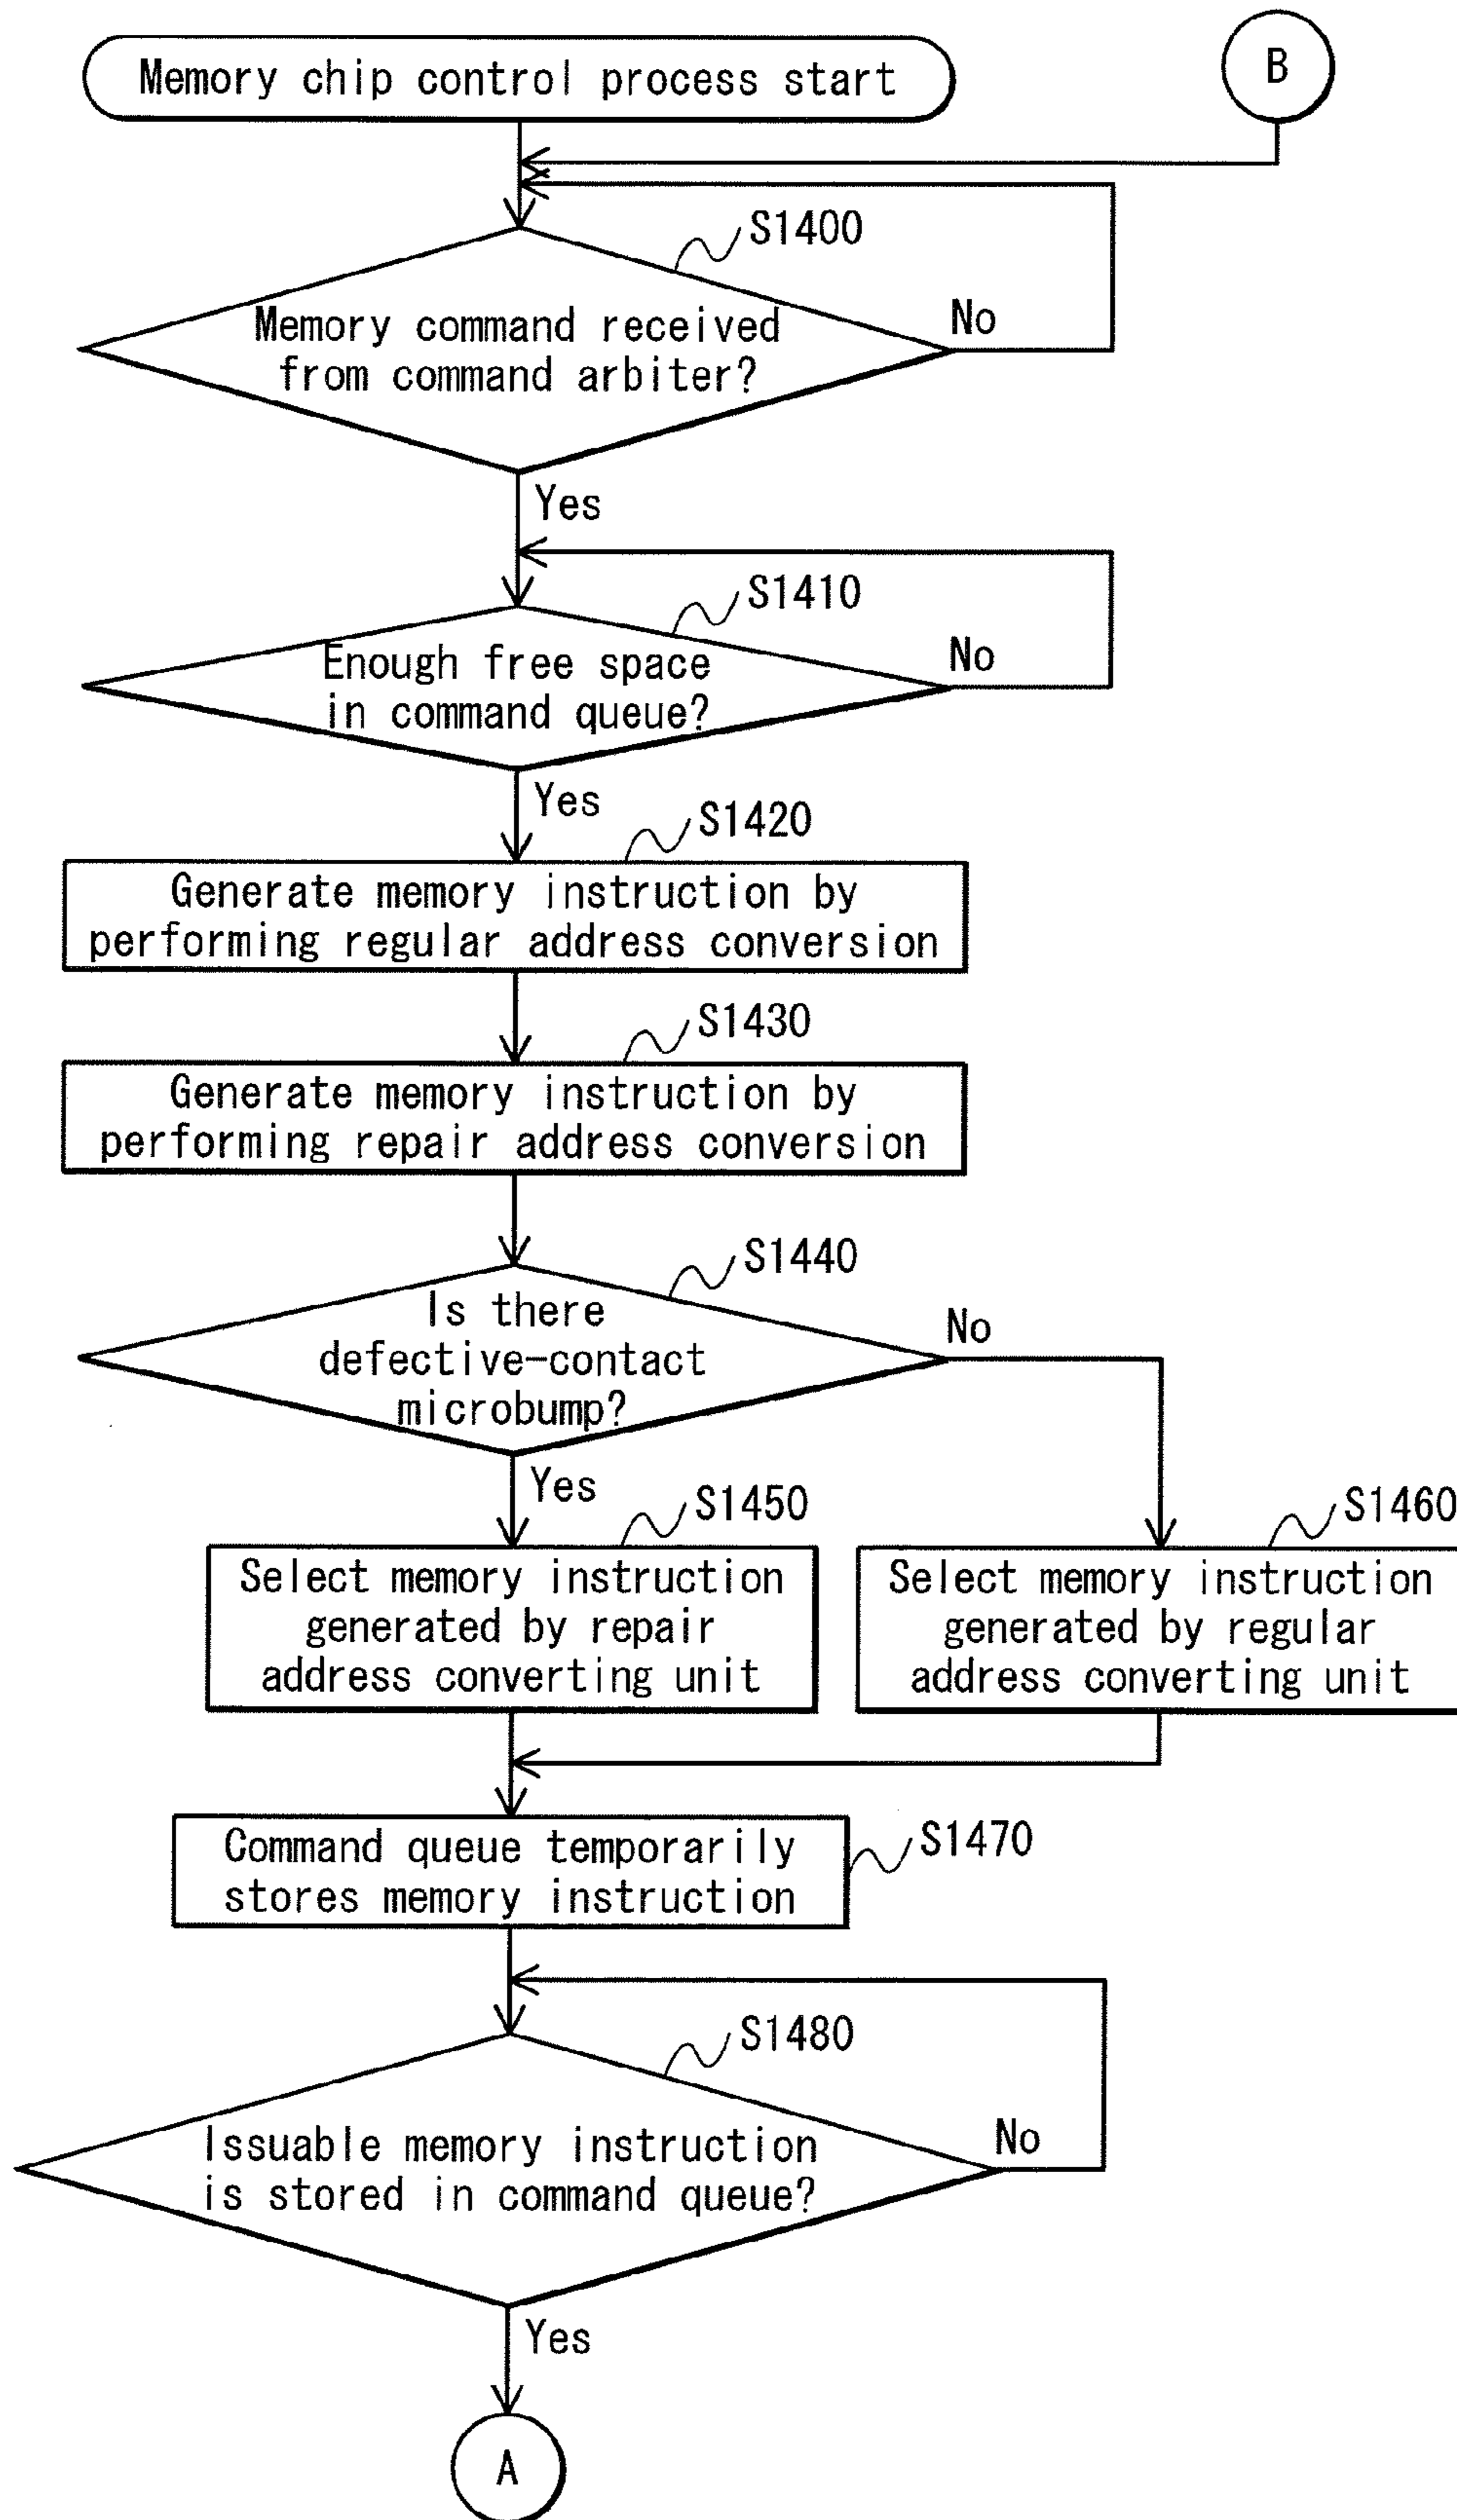 Memory chip control process start
B
S1400
Memory command received
from command arbiter?
No
Yes
S1410
Enough free space
in command queue?
No
Yes
S1420
Generate memory instruction by
performing regular address conversion
S1430
Generate memory instruction by
performing repair address conversion
S1440
Is there
defective-contact
microbump?
No
Yes
S1450
Select memory instruction
generated by repair
address converting unit
S1460
Select memory instruction
generated by regular
address converting unit
Command queue temporarily
stores memory instruction
S1470
S1480
Issuable memory instruction
is stored in command queue?
No
Yes
A